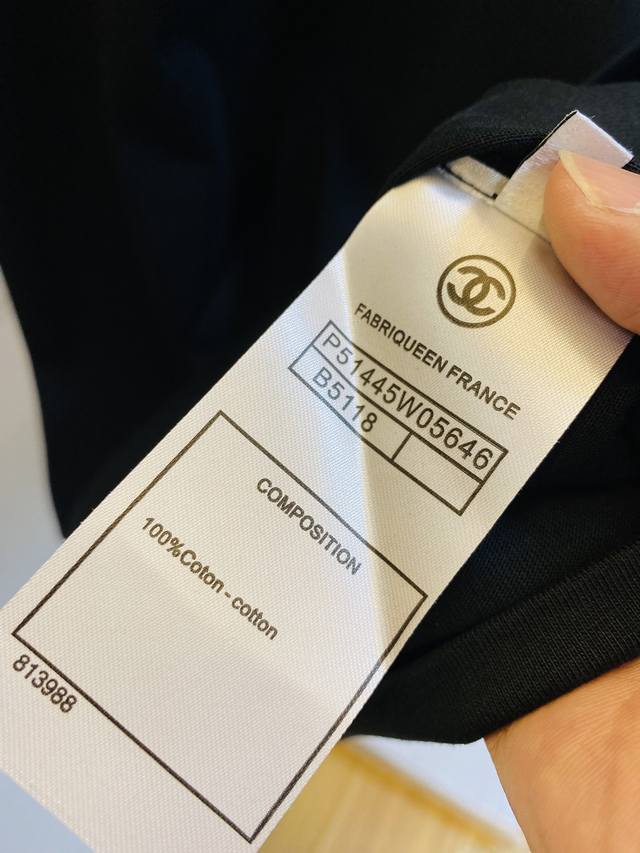 FABRIQUEEN FRANCE
P51445W05646
B5118
COMPOSITION
100%Coton - cotton
813988